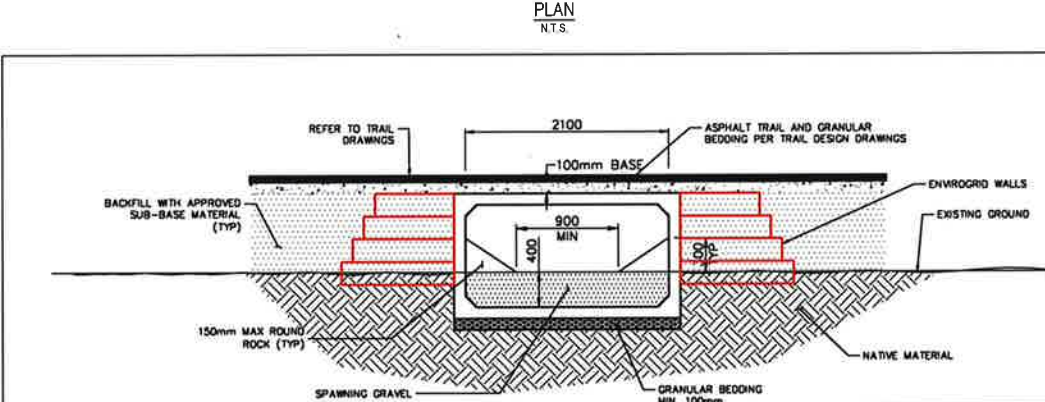 PLAN
N.T.S.
2100
REFER TO TRAIL
DRAWINGS
ASPHALT TRAIL AND GRANULAR
BEDDING PER TRAIL DESIGN DRAWINGS
100mm BASE
BACKFILL WITH APPROVED
SUB-BASE MATERIAL
(TYP)
ENVIROGRID WALLS
EXISTING GROUND
900
MIN
400
TYP
150mm MAX ROUND
ROCK (TYP)
NATIVE MATERIAL
SPAWNING GRAVEL
GRANULAR BEDDING
MIN. 100mm